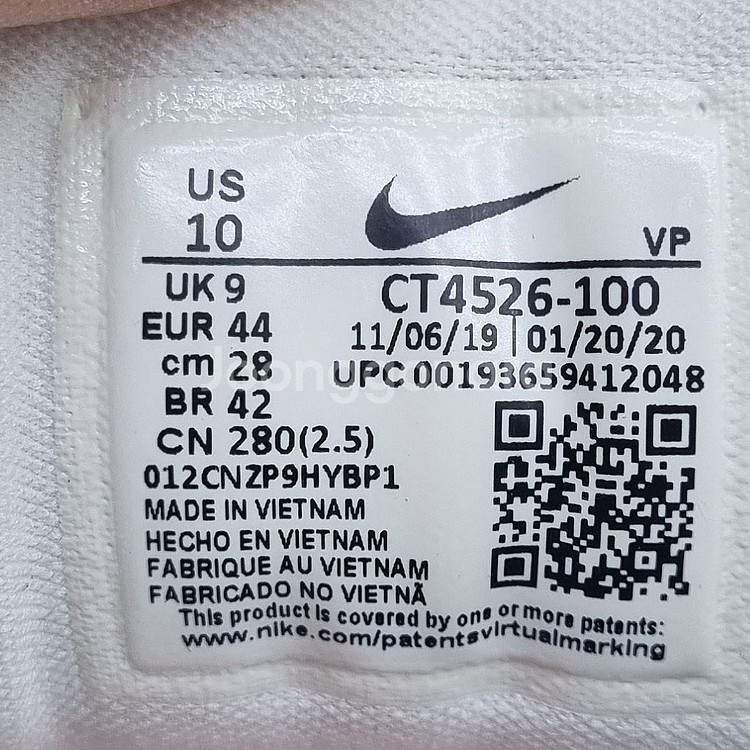 US
10
VP
UK 9
EUR 44
cm 28
BR 42
CN 280(2.5)
CT4526-100
11/06/19 | 01/20/20
UPC 00193659412048
012CNZP9HYBP1
MADE IN VIETNAM
HECHO EN VIETNAM
FABRIQUE AU VIETNAM
FABRICADO NO VIETNÃ
This product is covered by one or more patents:
www.nike.com/patentsvirtualmarking